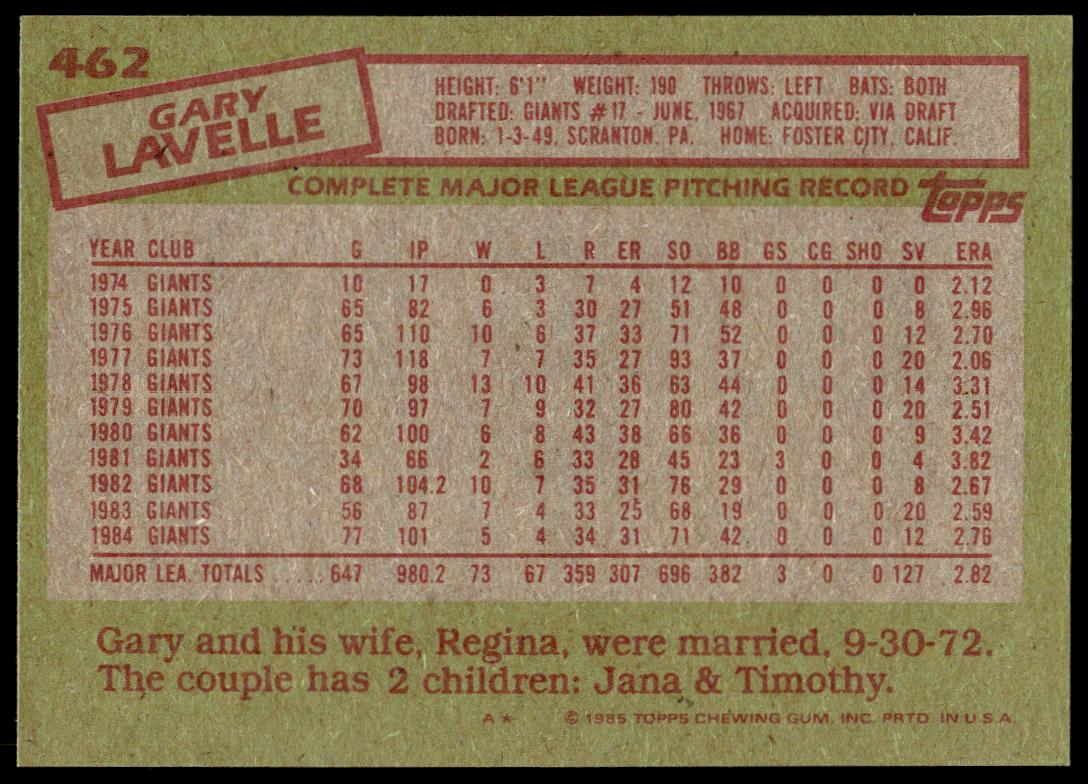 462
GARY
LAVELLE
HEIGHT: 6'1" WEIGHT: 190 THROWS: LEFT BATS: BOTH
DRAFTED: GIANTS #17 - JUNE, 1967 ACQUIRED: VIA DRAFT
BORN: 1-3-49, SCRANTON, PA. HOME: FOSTER CITY, CALIF.
COMPLETE MAJOR LEAGUE PITCHING RECORD topps
YEAR CLUB G IP W L R ER SO BB GS CG SHO SV ERA
1974 GIANTS 10 17 0 3 7 4 12 10 0 0 0 0 2.12
1975 GIANTS 65 82 6 3 30 27 51 48 0 0 0 8 2.96
1976 GIANTS 65 110 10 6 37 33 71 52 0 0 0 12 2.70
1977 GIANTS 73 118 7 7 35 27 93 37 0 0 0 20 2.06
1978 GIANTS 67 98 13 10 41 36 63 44 0 0 0 14 3.31
1979 GIANTS 70 97 7 9 32 27 80 42 0 0 0 20 2.51
1980 GIANTS 62 100 6 8 43 38 66 36 0 0 0 9 3.42
1981 GIANTS 34 66 2 6 33 28 45 23 3 0 0 4 3.82
1982 GIANTS 68 104.2 10 7 35 31 76 29 0 0 0 8 2.67
1983 GIANTS 56 87 7 4 33 25 68 19 0 0 0 20 2.59
1984 GIANTS 77 101 5 4 34 31 71 42 0 0 0 12 2.76
MAJOR LEA. TOTALS ..... 647 980.2 73 67 359 307 696 382 3 0 0 127 2.82
Gary and his wife, Regina, were married, 9-30-72.
The couple has 2 children: Jana & Timothy.
A* © 1985 TOPPS CHEWING GUM, INC. PRTD. IN U.S.A.